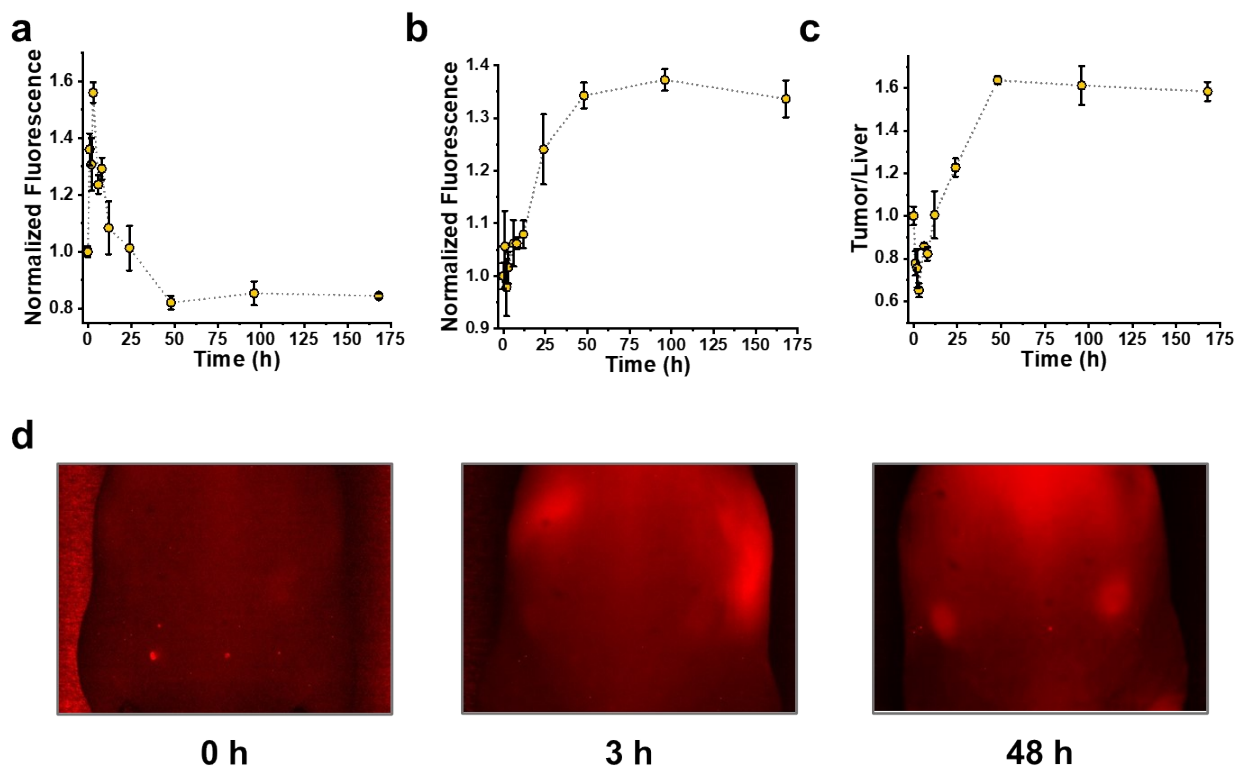 a
Normalized Fluorescence
1.6
1.4
1.2
1.0
0.8
0 25 50 75 100 125 150 175
Time (h)
b
Normalized Fluorescence
1.4
1.3
1.2
1.1
1.0
0.9
0 25 50 75 100 125 150 175
Time (h)
c
Tumor/Liver
1.6
1.4
1.2
1.0
0.8
0.6
0 25 50 75 100 125 150 175
Time (h)
d
0 h
3 h
48 h